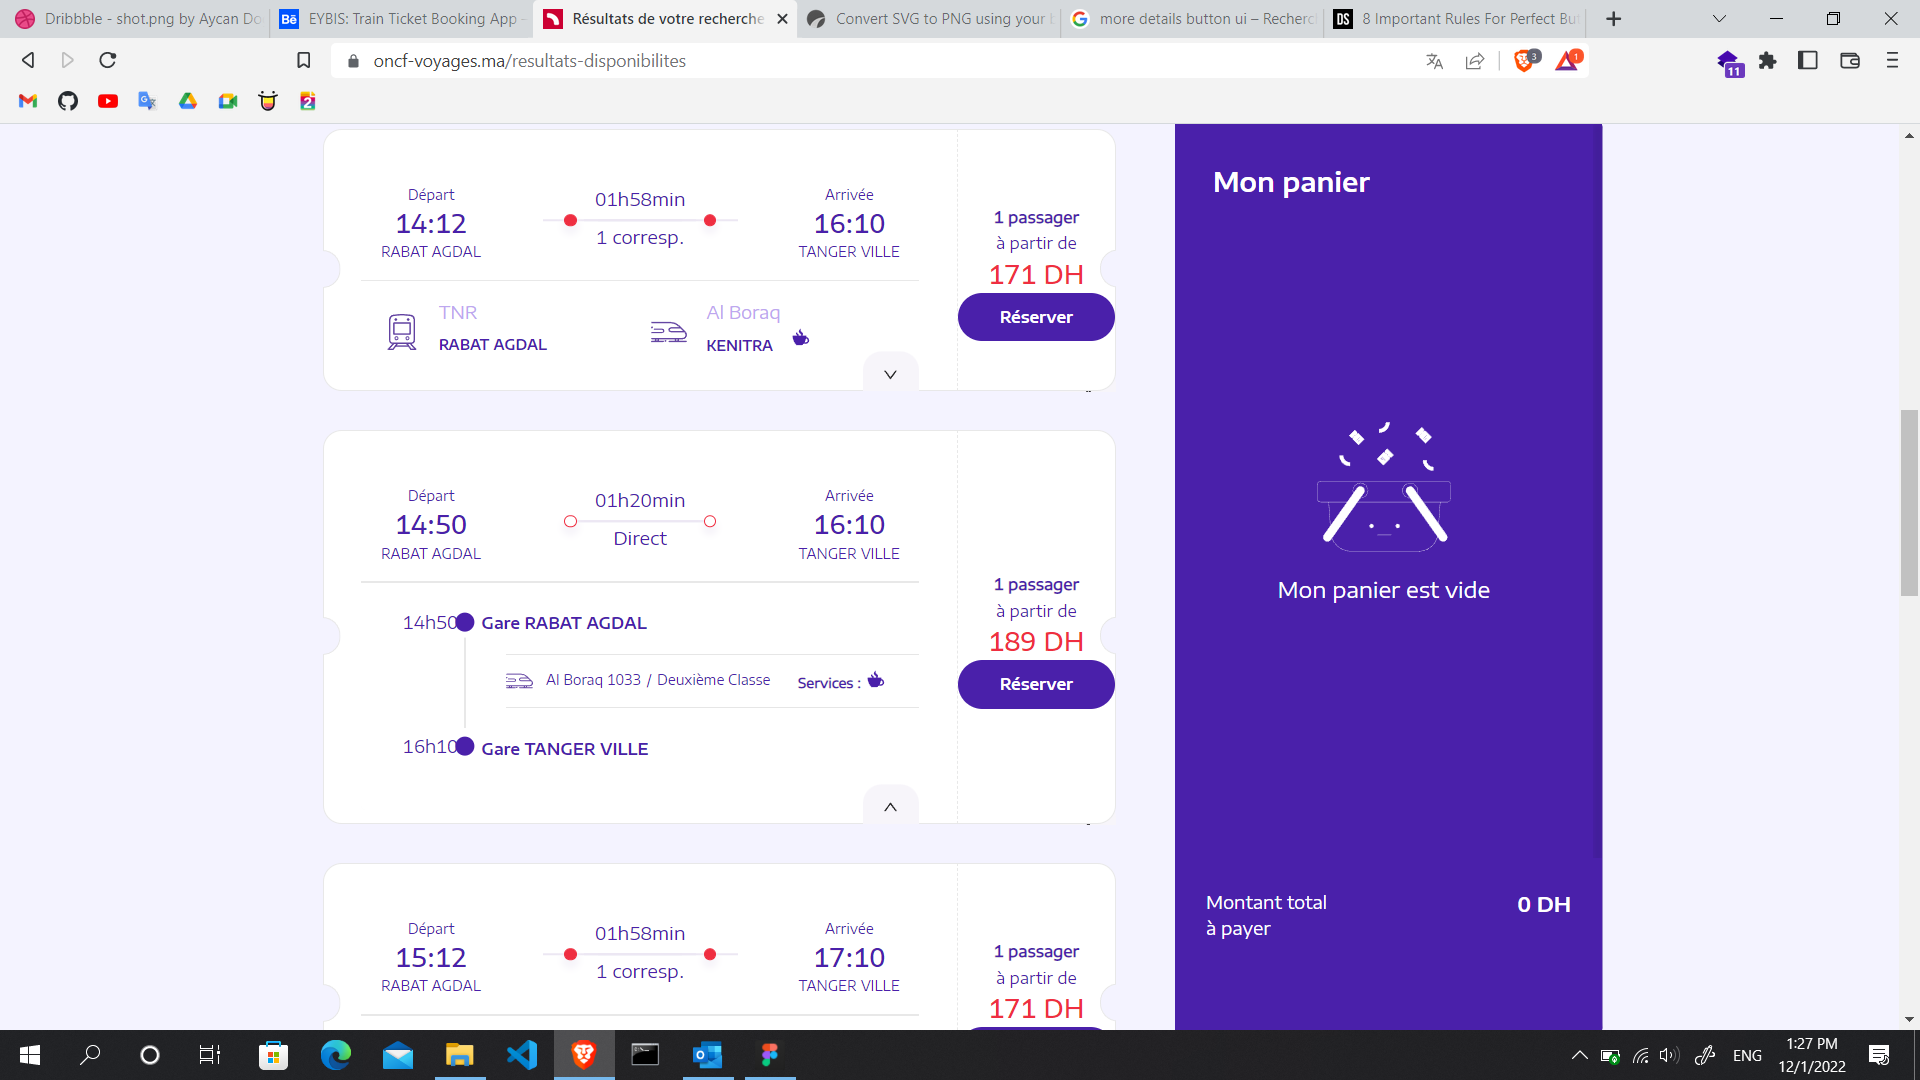 Dribbble - shot.png by Aycan Do
EYBIS: Train Ticket Booking App -
Résultats de votre recherche
Convert SVG to PNG using your b
more details button ui – Recherc
8 Important Rules For Perfect Bu
oncf-voyages.ma/resultats-disponibilites
3
1
11
2
Départ
14:12
RABAT AGDAL
01h58min
1 corresp.
Arrivée
16:10
TANGER VILLE
TNR
RABAT AGDAL
Al Boraq
KENITRA
1 passager
à partir de
171 DH
Réserver
Départ
14:50
RABAT AGDAL
01h20min
Direct
Arrivée
16:10
TANGER VILLE
14h50
Gare RABAT AGDAL
Al Boraq 1033 / Deuxième Classe
Services :
16h10
Gare TANGER VILLE
1 passager
à partir de
189 DH
Réserver
Départ
15:12
RABAT AGDAL
01h58min
1 corresp.
Arrivée
17:10
TANGER VILLE
1 passager
à partir de
171 DH
Mon panier
Mon panier est vide
Montant total
à payer
0 DH
ENG
1:27 PM
12/1/2022